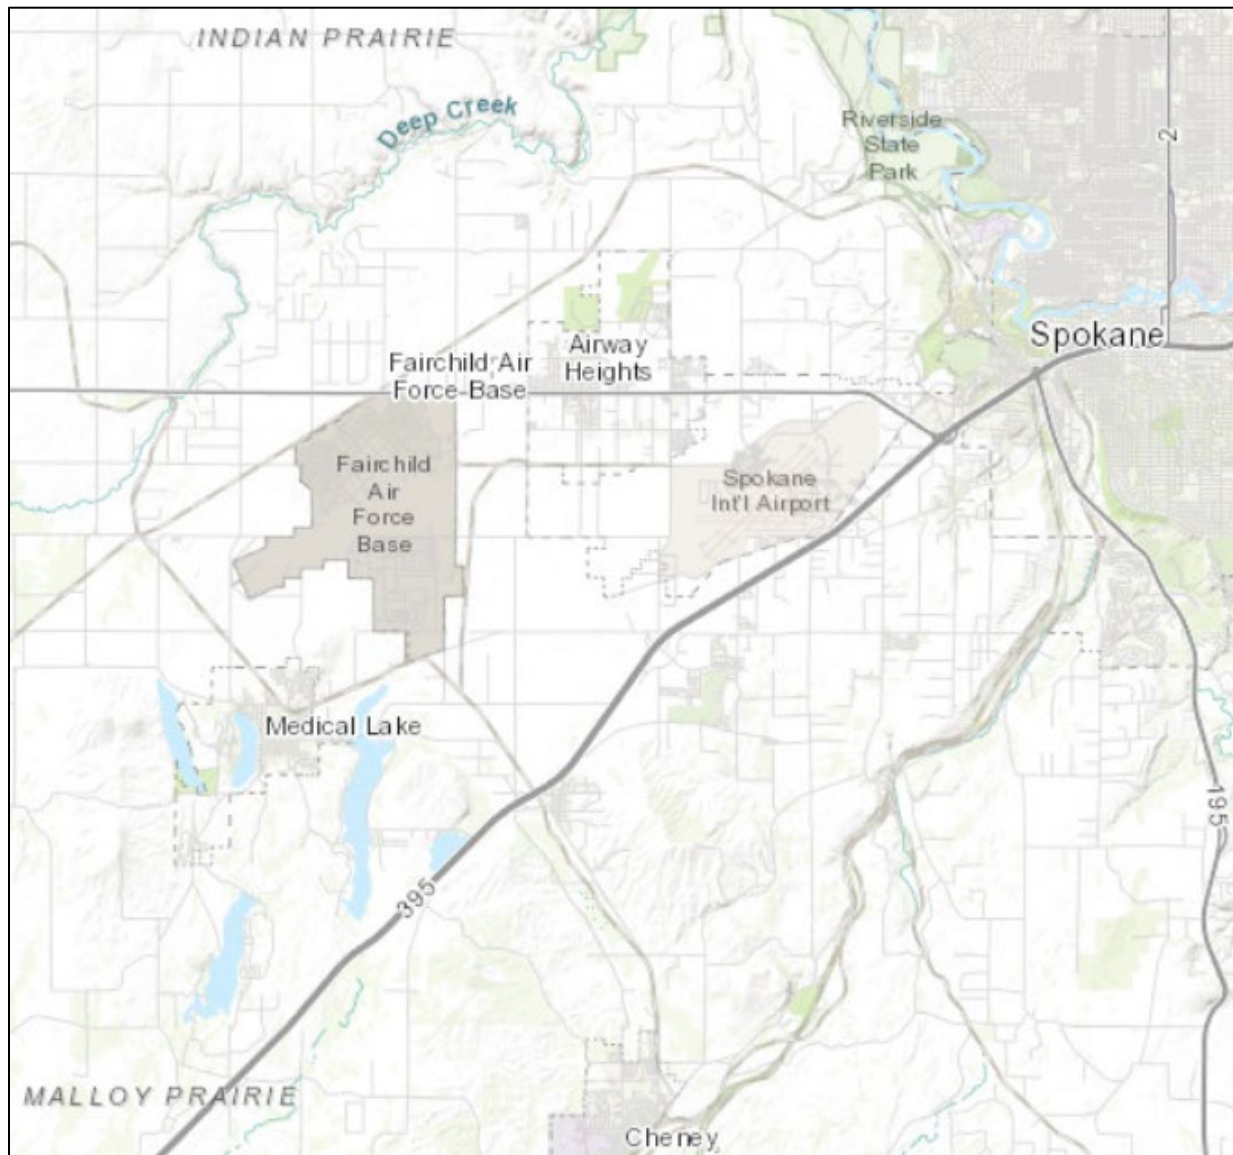 INDIAN PRAIRIE
Deep Creek
Riverside
State
Park
2
Spokane
Airway
Heights
Fairchild Air
Force Base
Fairchild
Air
Force
Base
Spokane
Int'l Airport
Medical Lake
195
395
MALLOY PRAIRIE
Cheney